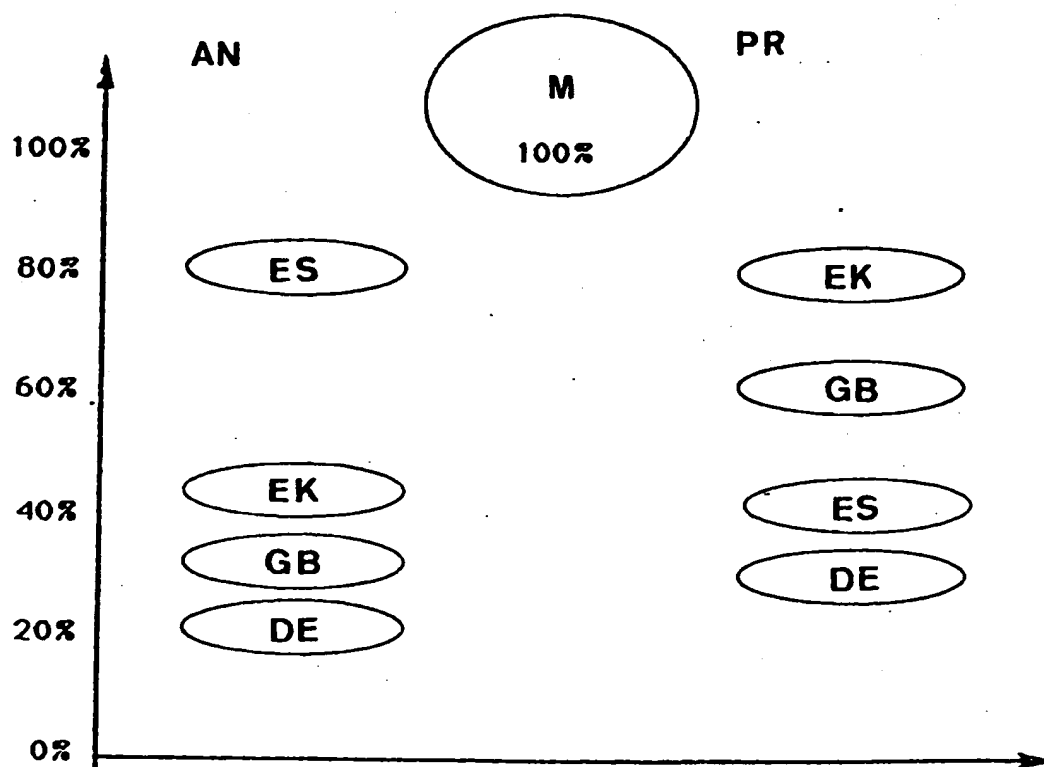 AN PR
M
100% 100%
80% ES EK
60% GB
EK
40% ES
GB DE
20% DE
0%